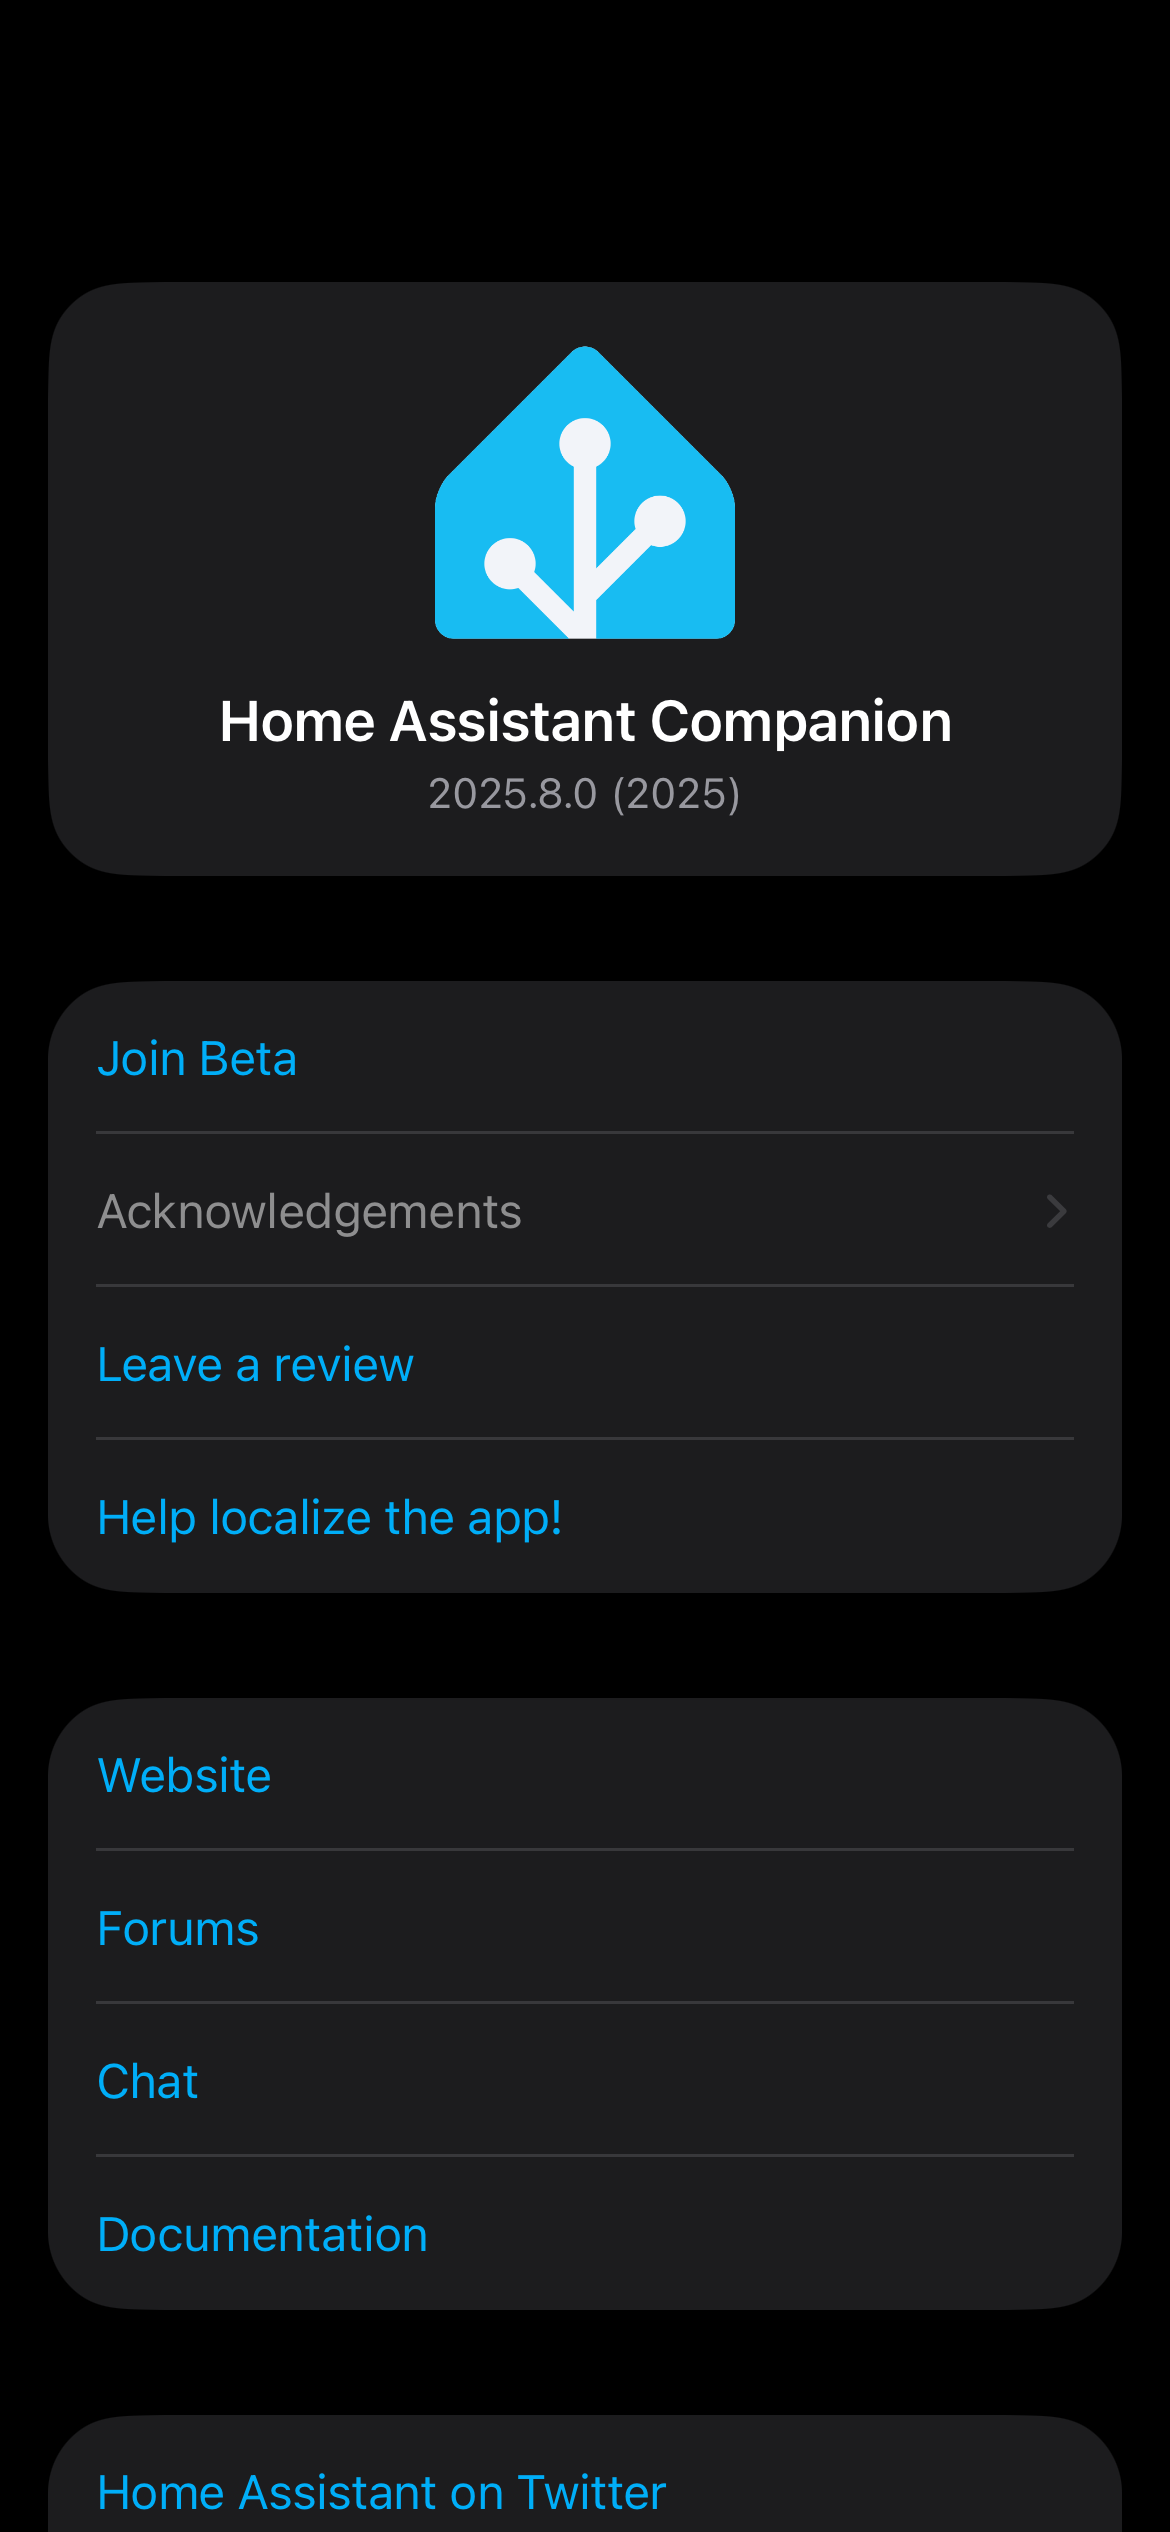 Home Assistant Companion
2025.8.0 (2025)
Join Beta
Acknowledgements
Leave a review
Help localize the app!
Website
Forums
Chat
Documentation
Home Assistant on Twitter